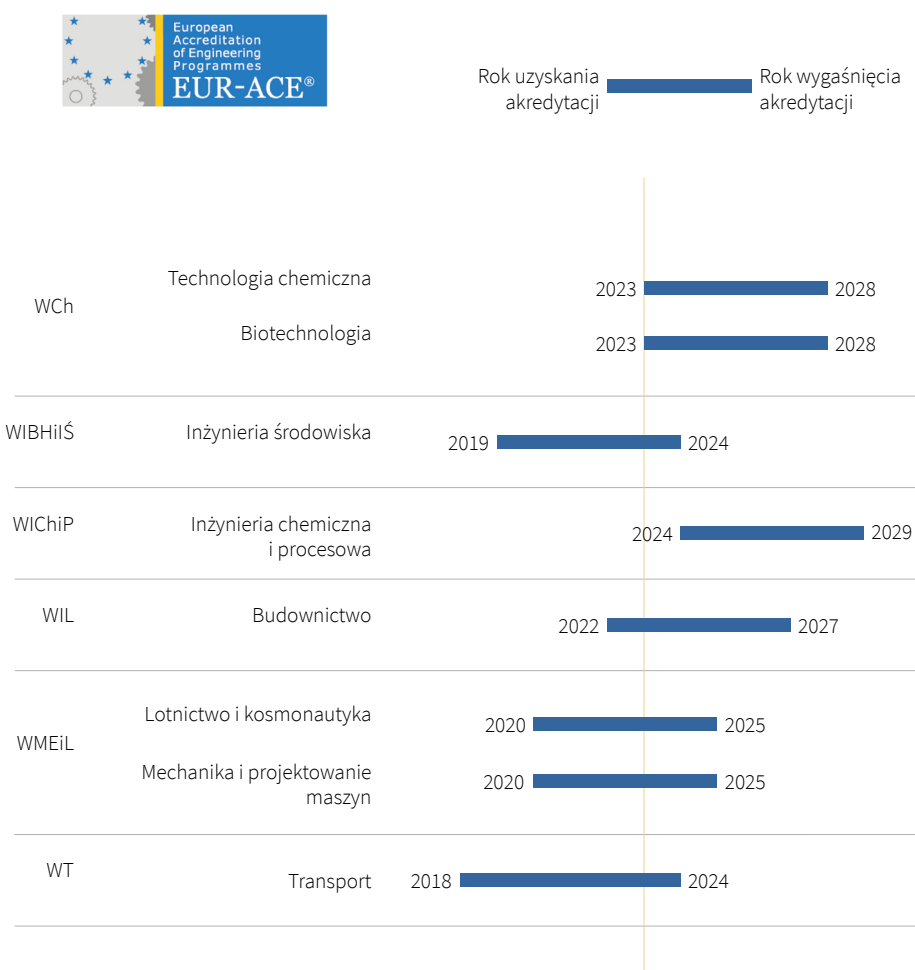 European
Accreditation
of Engineering
Programmes
EUR-ACE®
Rok uzyskania
akredytacji
Rok wygaśnięcia
akredytacji
WCh
Technologia chemiczna
2023
2028
Biotechnologia
2023
2028
WIBHiIŚ
Inżynieria środowiska
2019
2024
WIChiP
Inżynieria chemiczna
i procesowa
2024
2029
WIL
Budownictwo
2022
2027
WMEiL
Lotnictwo i kosmonautyka
2020
2025
Mechanika i projektowanie
maszyn
2020
2025
WT
Transport
2018
2024